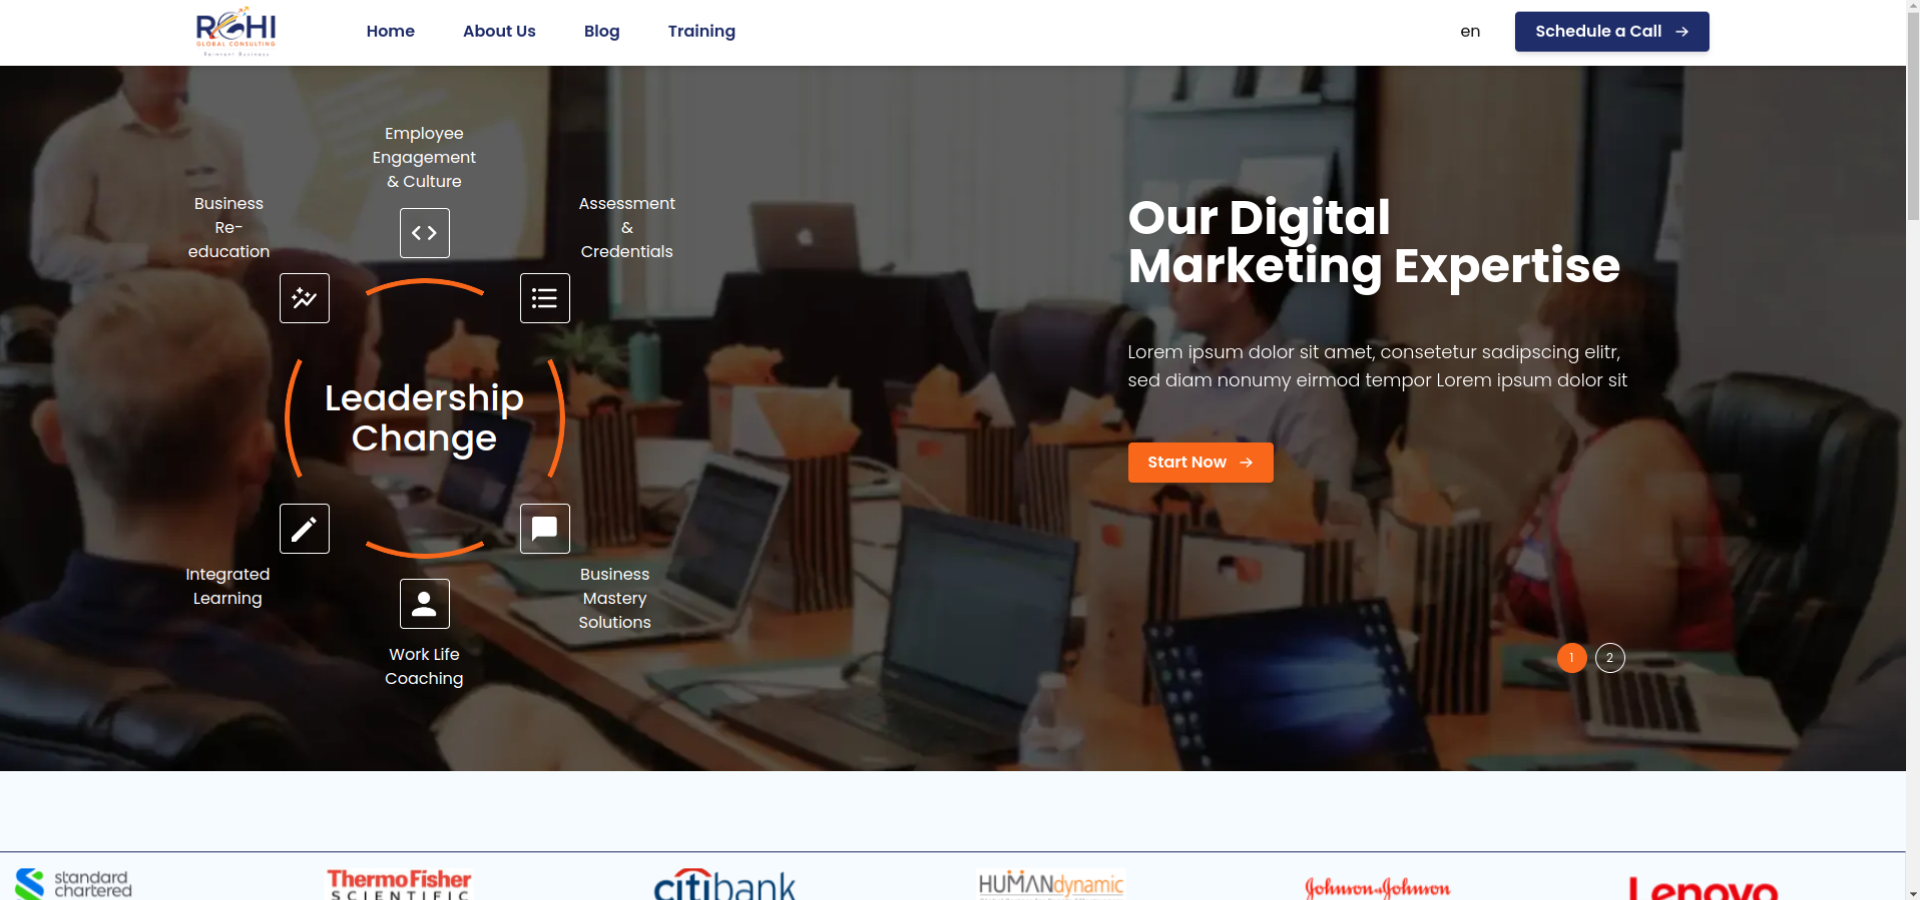 ROHI
GLOBAL CONSULTING
Reinvent Business
Home
About Us
Blog
Training
en
Schedule a Call
Employee
Engagement
& Culture
Business
Re-
education
Assessment
&
Credentials
Leadership
Change
Integrated
Learning
Business
Mastery
Solutions
Work Life
Coaching
Our Digital
Marketing Expertise
Lorem ipsum dolor sit amet, consetetur sadipscing elitr,
sed diam nonumy eirmod tempor Lorem ipsum dolor sit
Start Now
1
2
standard
chartered
ThermoFisher
SCIENTIFIC
citibank
HUMANdynamic
Johnson & Johnson
Lenovo